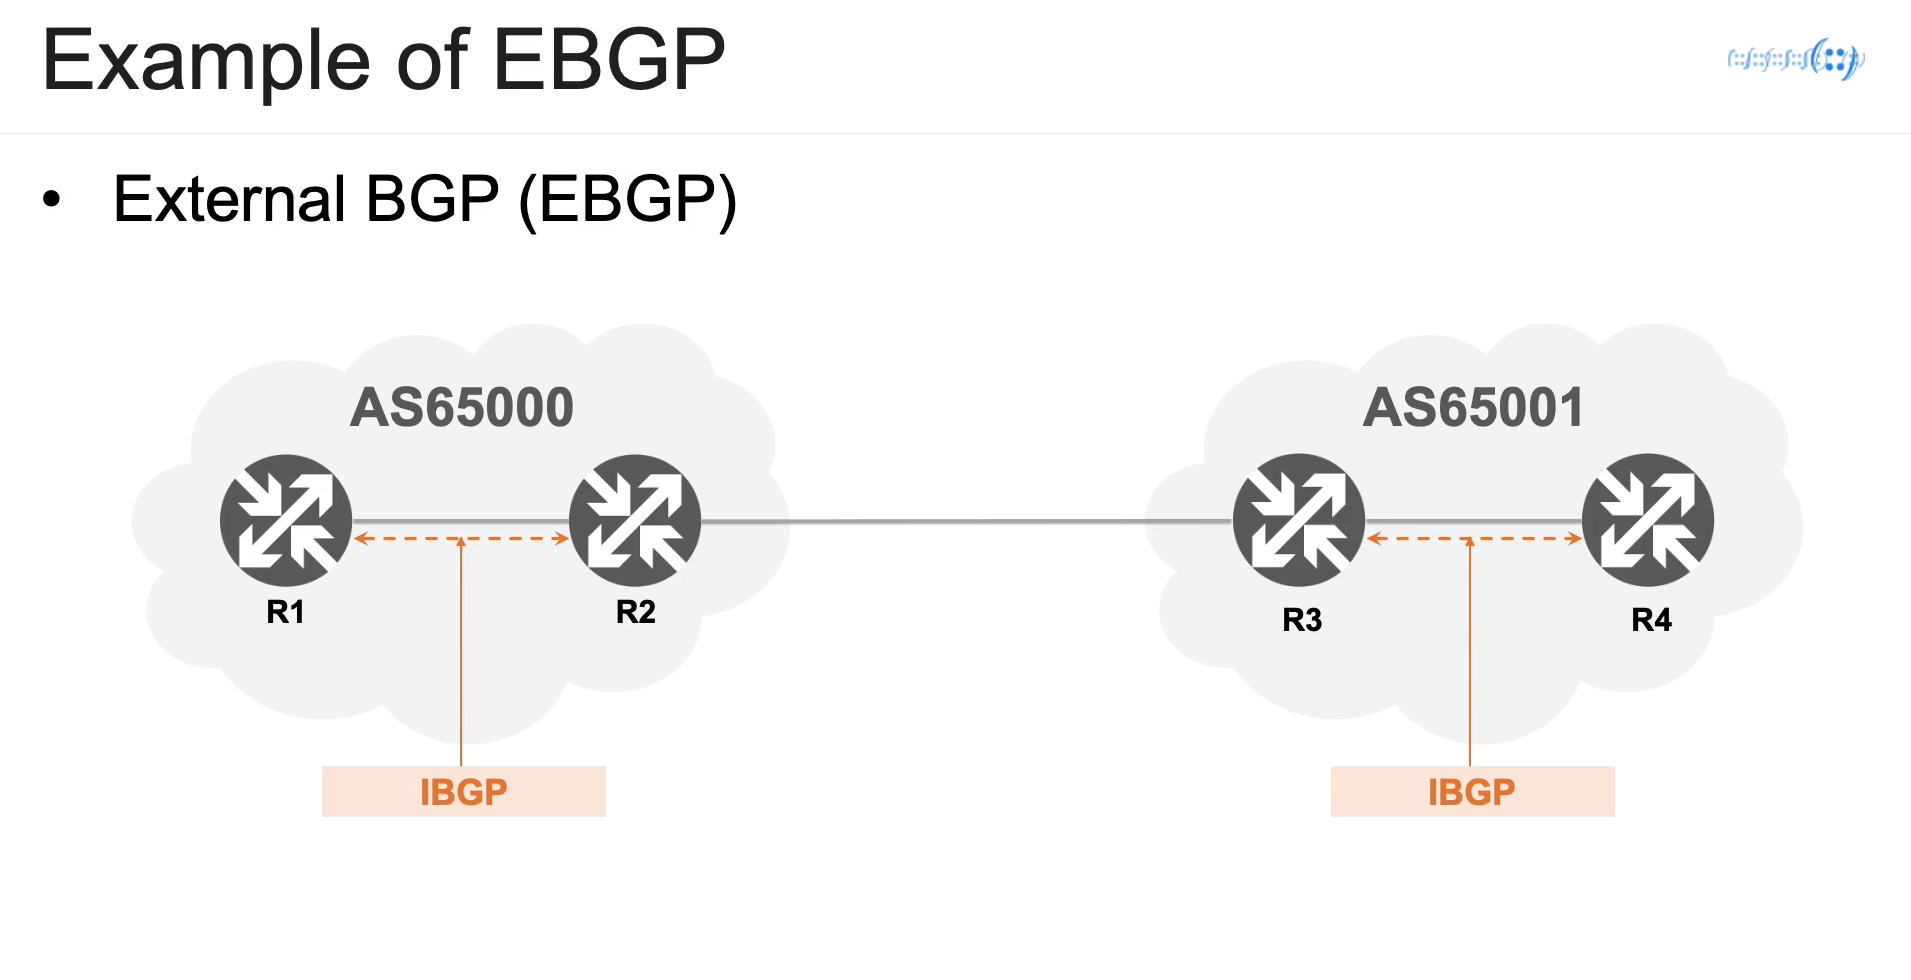 Example of EBGP
• External BGP (EBGP)
AS65000
AS65001
R1
R2
R3
R4
IBGP
IBGP